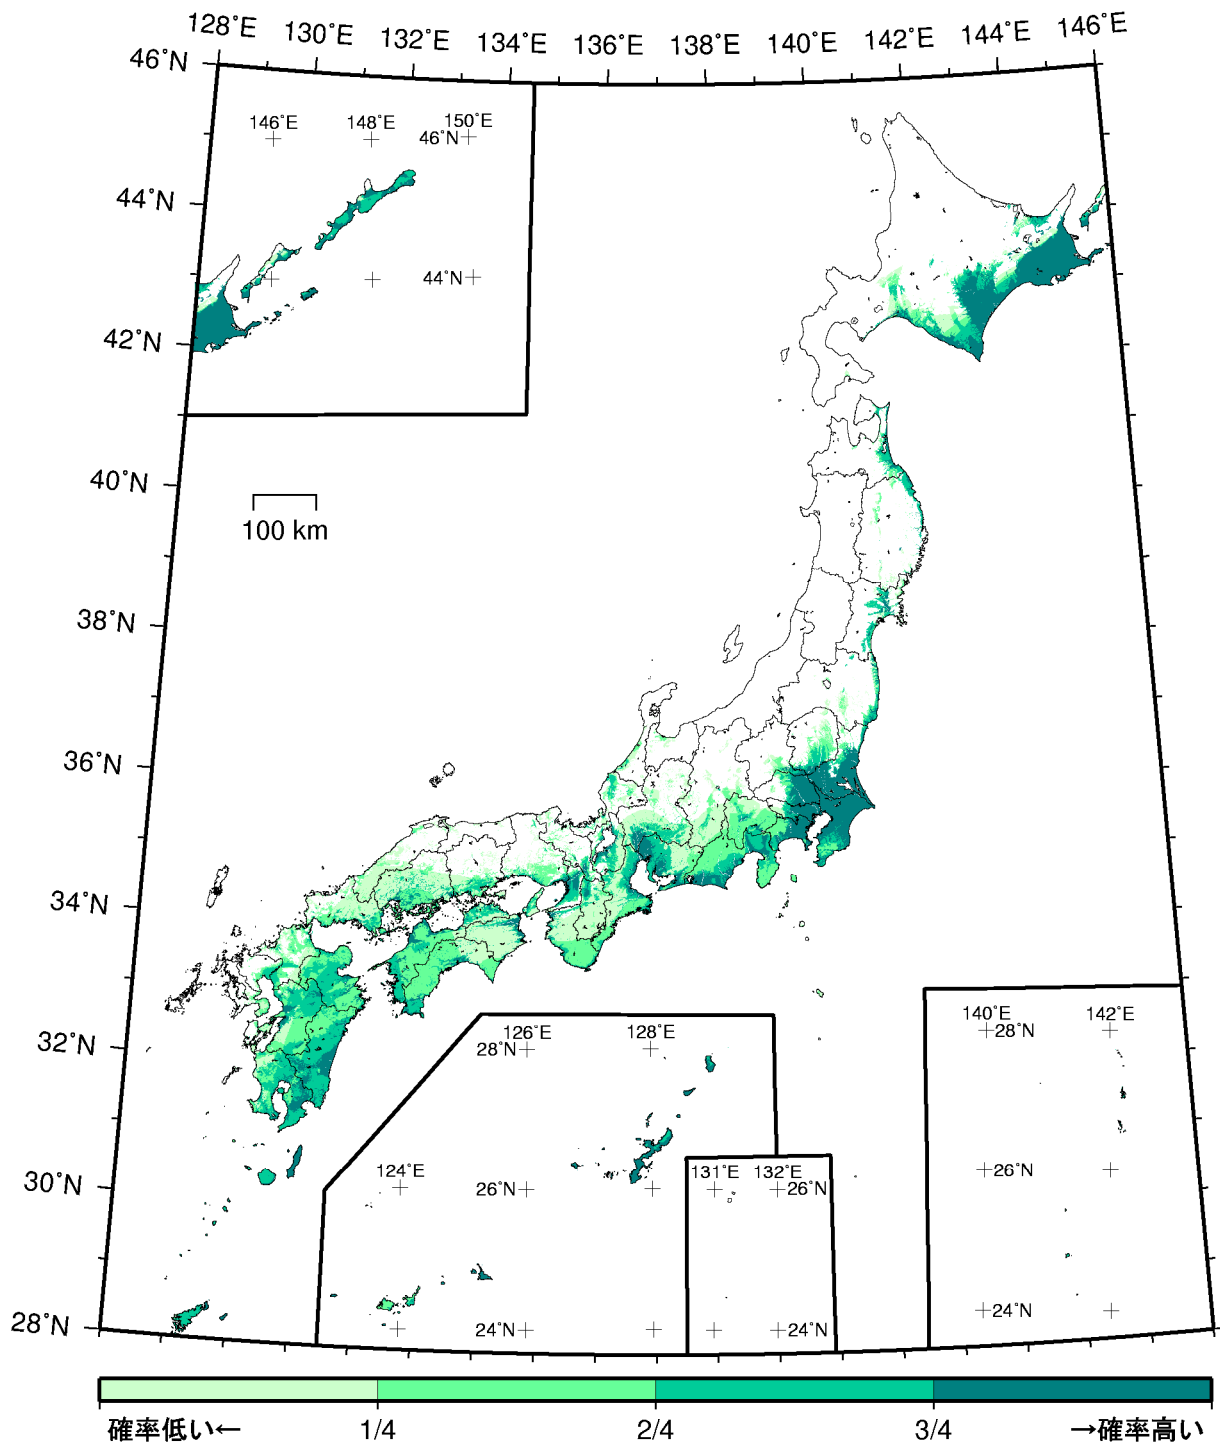 128°E 130°E 132°E 134°E 136°E 138°E 140°E 142°E 144°E 146°E
46°N
146°E 148°E 150°E
46°N
44°N
44°N
42°N
40°N
100 km
38°N
36°N
34°N
32°N
126°E 128°E
28°N
140°E 142°E
28°N
124°E
26°N
131°E 132°E
26°N
26°N
30°N
24°N
24°N
24°N
28°N
確率低い← 1/4 2/4 3/4 →確率高い